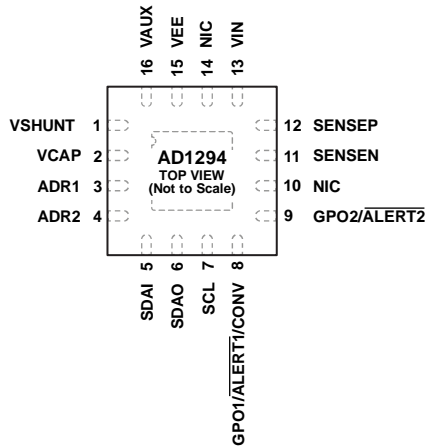 16 VAUX
15 VEE
14 NIC
13 VIN
VSHUNT 1
VCAP 2
ADR1 3
ADR2 4
AD1294
TOP VIEW
(Not to Scale)
12 SENSEP
11 SENSEN
10 NIC
9 GPO2/ALERT2
SDAI 5
SDAO 6
SCL 7
GPO1/ALERT1/CONV 8